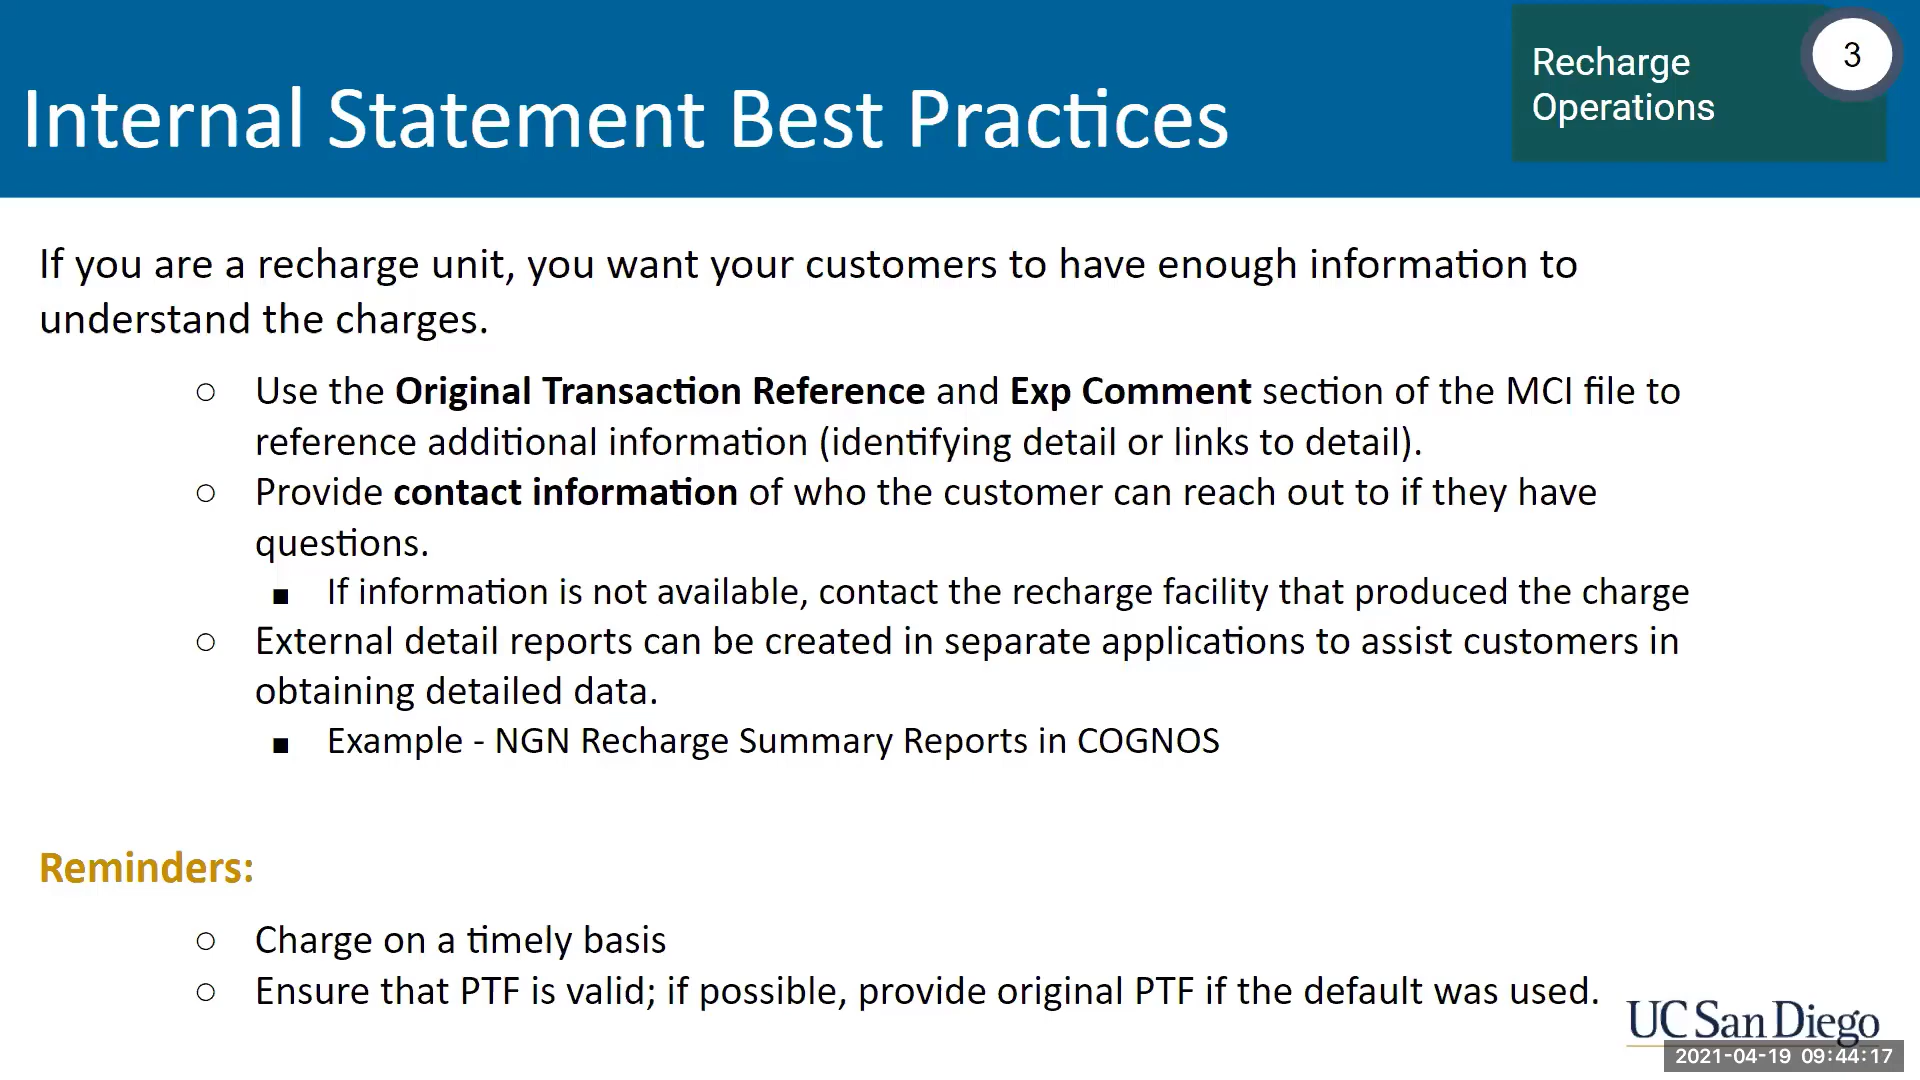 Internal Statement Best Practices
Recharge
Operations
3
If you are a recharge unit, you want your customers to have enough information to
understand the charges.
○ Use the Original Transaction Reference and Exp Comment section of the MCI file to
reference additional information (identifying detail or links to detail).
○ Provide contact information of who the customer can reach out to if they have
questions.
■ If information is not available, contact the recharge facility that produced the charge
○ External detail reports can be created in separate applications to assist customers in
obtaining detailed data.
■ Example - NGN Recharge Summary Reports in COGNOS
Reminders:
○ Charge on a timely basis
○ Ensure that PTF is valid; if possible, provide original PTF if the default was used.
UC San Diego
2021-04-19 09:44:17